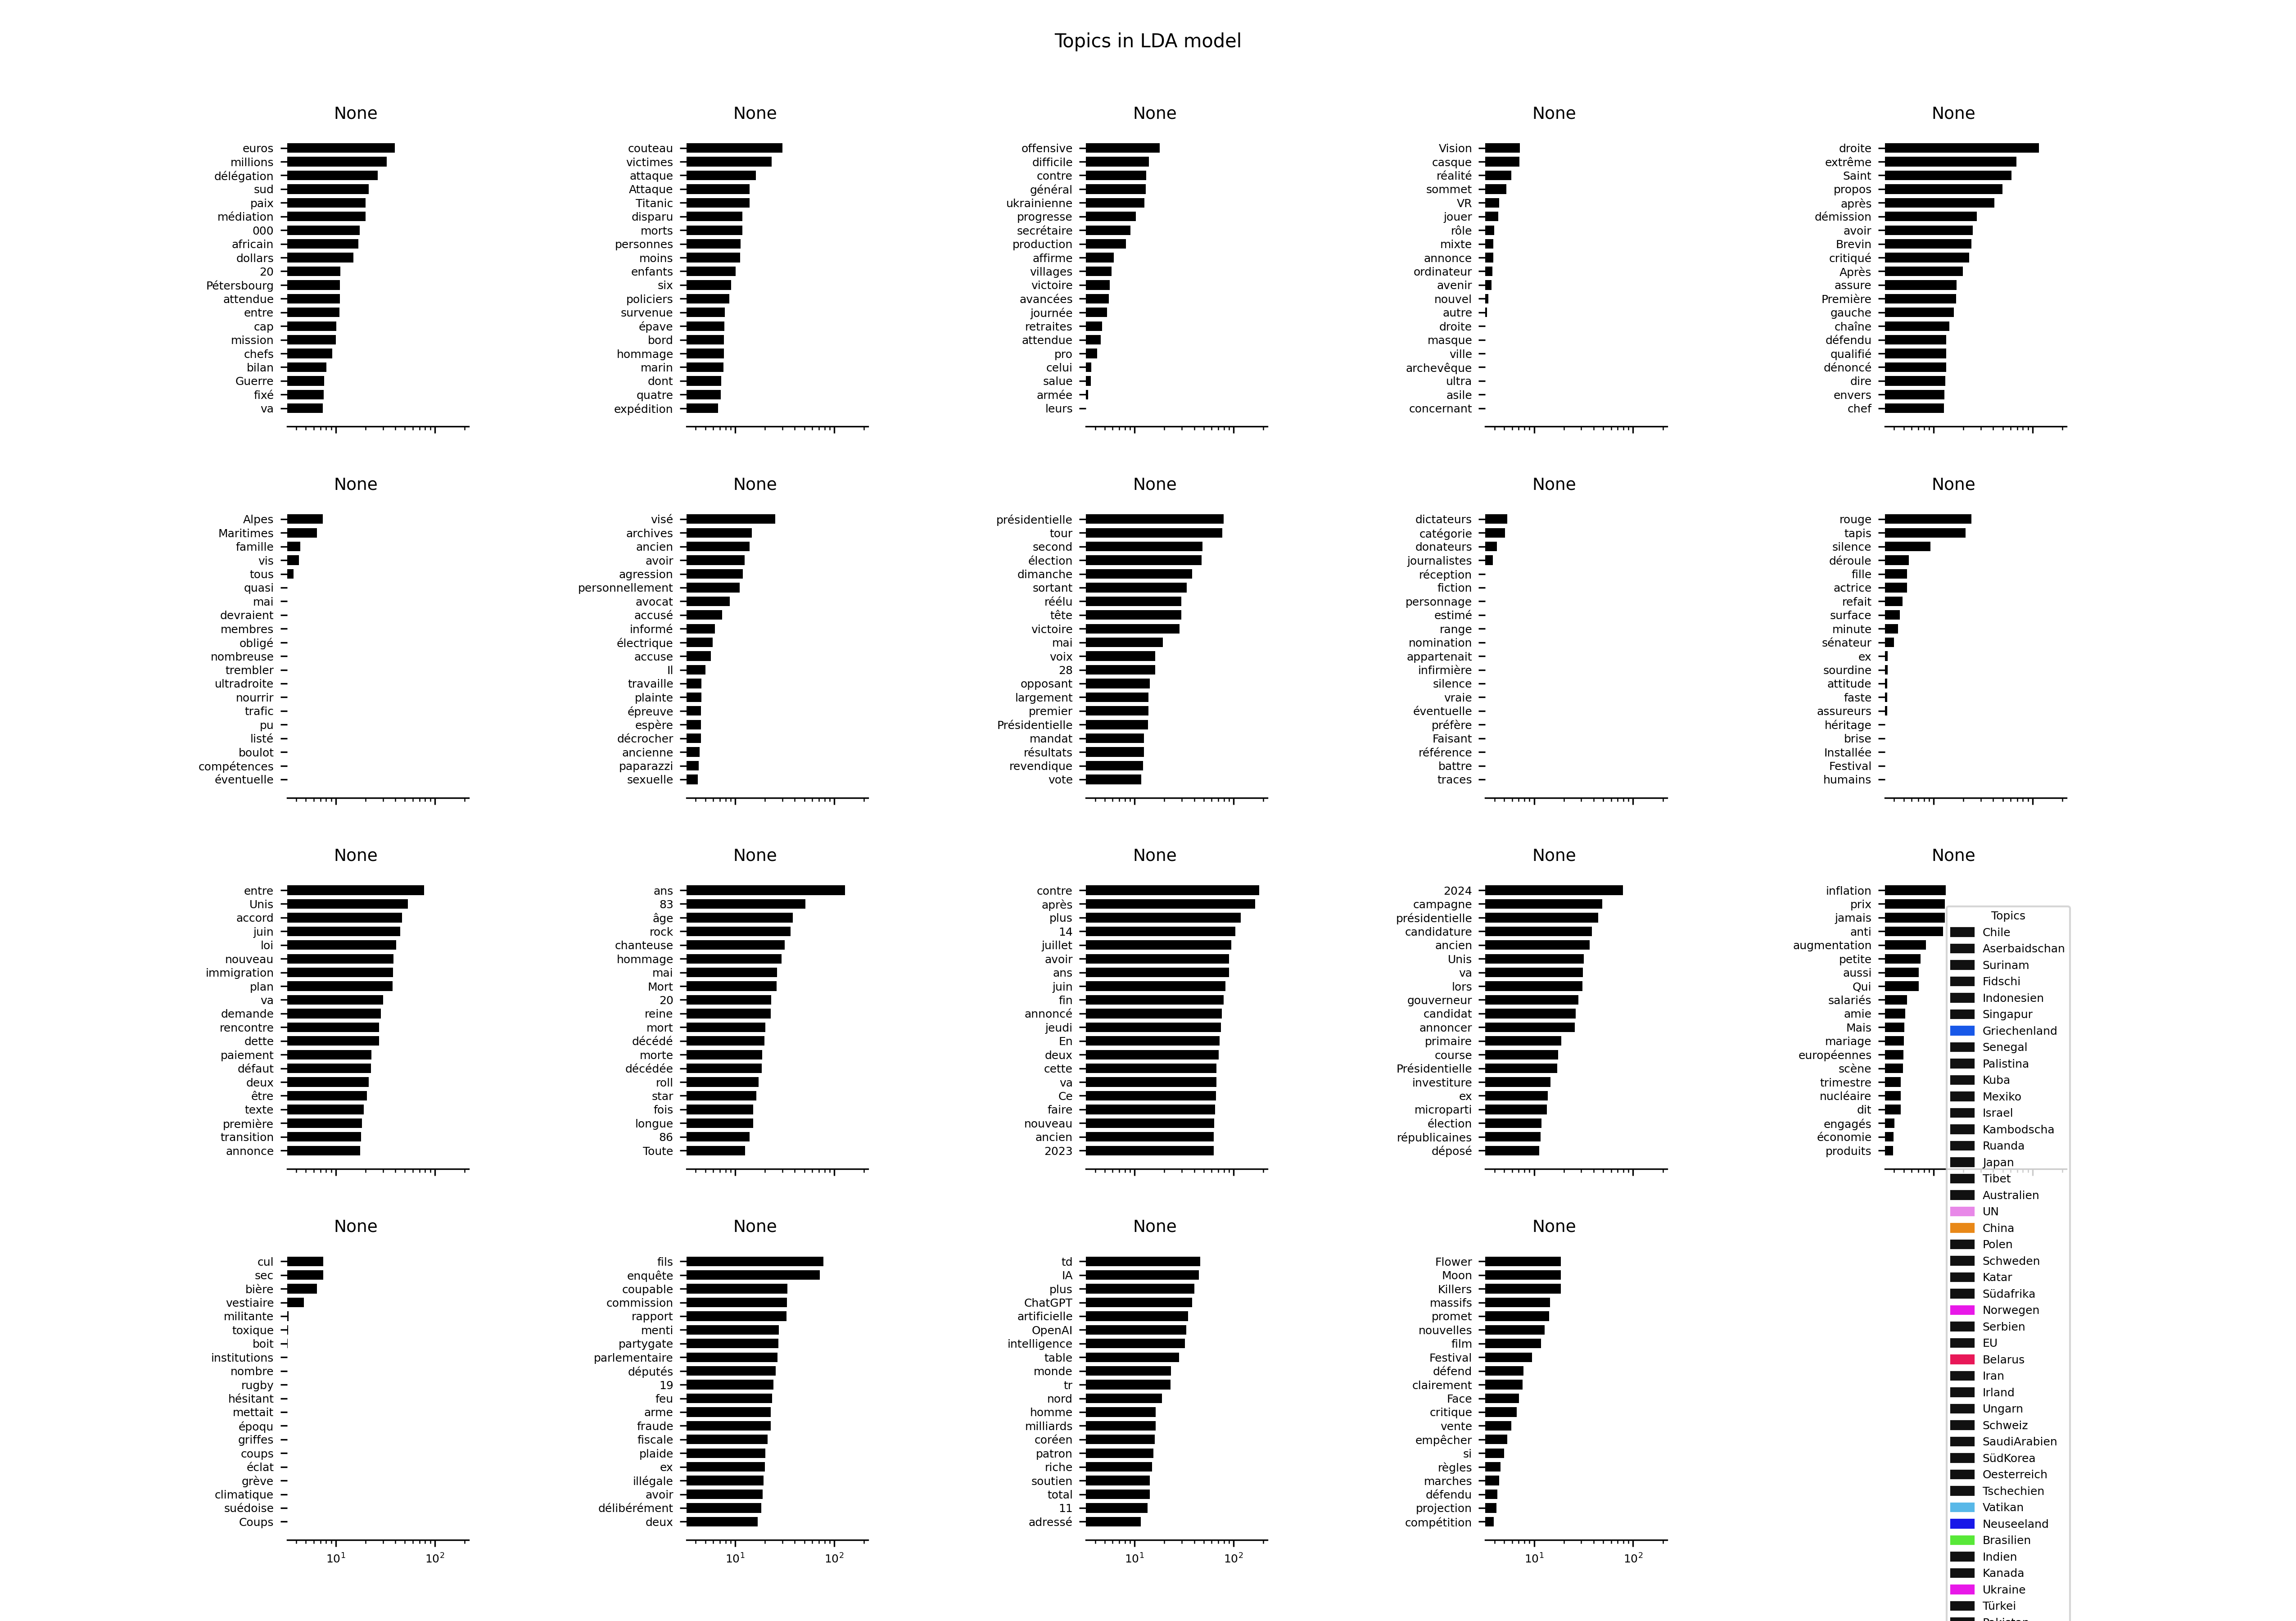 Topics in LDA model
None
euros
millions
délégation
sud
paix
médiation
000
africain
dollars
20
Pétersbourg
attendue
entre
cap
mission
chefs
bilan
Guerre
fixé
va
None
couteau
victimes
attaque
Attaque
Titanic
disparu
morts
personnes
moins
enfants
six
policiers
survenue
épave
bord
hommage
marin
dont
quatre
expédition
None
offensive
difficile
contre
général
ukrainienne
progresse
secrétaire
production
affirme
villages
victoire
avancées
journée
retraites
attendue
pro
celui
salue
armée
leurs
None
Vision
casque
réalité
sommet
VR
jouer
rôle
mixte
annonce
ordinateur
avenir
nouvel
autre
droite
masque
ville
archevêque
ultra
asile
concernant
None
droite
extrême
Saint
propos
après
démission
avoir
Brevin
critiqué
Après
assure
Première
gauche
chaîne
défendu
qualifié
dénoncé
dire
envers
chef
None
Alpes
Maritimes
famille
vis
tous
quasi
mai
devraient
membres
obligé
nombreuse
trembler
ultradroite
nourrir
trafic
pu
listé
boulot
compétences
éventuelle
None
visé
archives
ancien
avoir
agression
personnellement
avocat
accusé
informé
électrique
accuse
Il
travaille
plainte
épreuve
espère
décrocher
ancienne
paparazzi
sexuelle
None
présidentielle
tour
second
élection
dimanche
sortant
réélu
tête
victoire
mai
voix
28
opposant
largement
premier
Présidentielle
mandat
résultats
revendique
vote
None
dictateurs
catégorie
donateurs
journalistes
réception
fiction
personnage
estimé
range
nomination
appartenait
infirmière
silence
vraie
éventuelle
préfère
Faisant
référence
battre
traces
None
rouge
tapis
silence
déroule
fille
actrice
refait
surface
minute
sénateur
ex
sourdine
attitude
faste
assureurs
héritage
brise
Installée
Festival
humains
None
entre
Unis
accord
juin
loi
nouveau
immigration
plan
va
demande
rencontre
dette
paiement
défaut
deux
être
texte
première
transition
annonce
None
ans
83
âge
rock
chanteuse
hommage
mai
Mort
20
reine
mort
décédé
morte
décédée
roll
star
fois
longue
86
Toute
None
contre
après
plus
14
juillet
avoir
ans
juin
fin
annoncé
jeudi
En
deux
cette
va
Ce
faire
nouveau
ancien
2023
None
2024
campagne
présidentielle
candidature
ancien
Unis
va
lors
gouverneur
candidat
annoncer
primaire
course
Présidentielle
investiture
ex
microparti
élection
républicaines
déposé
None
inflation
prix
jamais
anti
augmentation
petite
aussi
Qui
salariés
amie
Mais
mariage
européennes
scène
trimestre
nucléaire
dit
engagés
économie
produits
None
cul
sec
bière
vestiaire
militante
toxique
boit
institutions
nombre
rugby
hésitant
mettait
époqu
griffes
coups
éclat
grève
climatique
suédoise
Coups
10¹ 10²
None
fils
enquête
coupable
commission
rapport
menti
partygate
parlementaire
députés
19
feu
arme
fraude
fiscale
plaide
ex
illégale
avoir
délibérément
deux
10¹ 10²
None
td
IA
plus
ChatGPT
artificielle
OpenAI
intelligence
table
monde
tr
nord
homme
milliards
coréen
patron
riche
soutien
total
11
adressé
10¹ 10²
None
Flower
Moon
Killers
massifs
promet
nouvelles
film
Festival
défend
clairement
Face
critique
vente
empêcher
si
règles
marches
défendu
projection
compétition
10¹ 10²
Topics
Chile
Aserbaidschan
Surinam
Fidschi
Indonesien
Singapur
Griechenland
Senegal
Palistina
Kuba
Mexiko
Israel
Kambodscha
Ruanda
Japan
Tibet
Australien
UN
China
Polen
Schweden
Katar
Südafrika
Norwegen
Serbien
EU
Belarus
Iran
Irland
Ungarn
Schweiz
SaudiArabien
SüdKorea
Oesterreich
Tschechien
Vatikan
Neuseeland
Brasilien
Indien
Kanada
Ukraine
Türkei